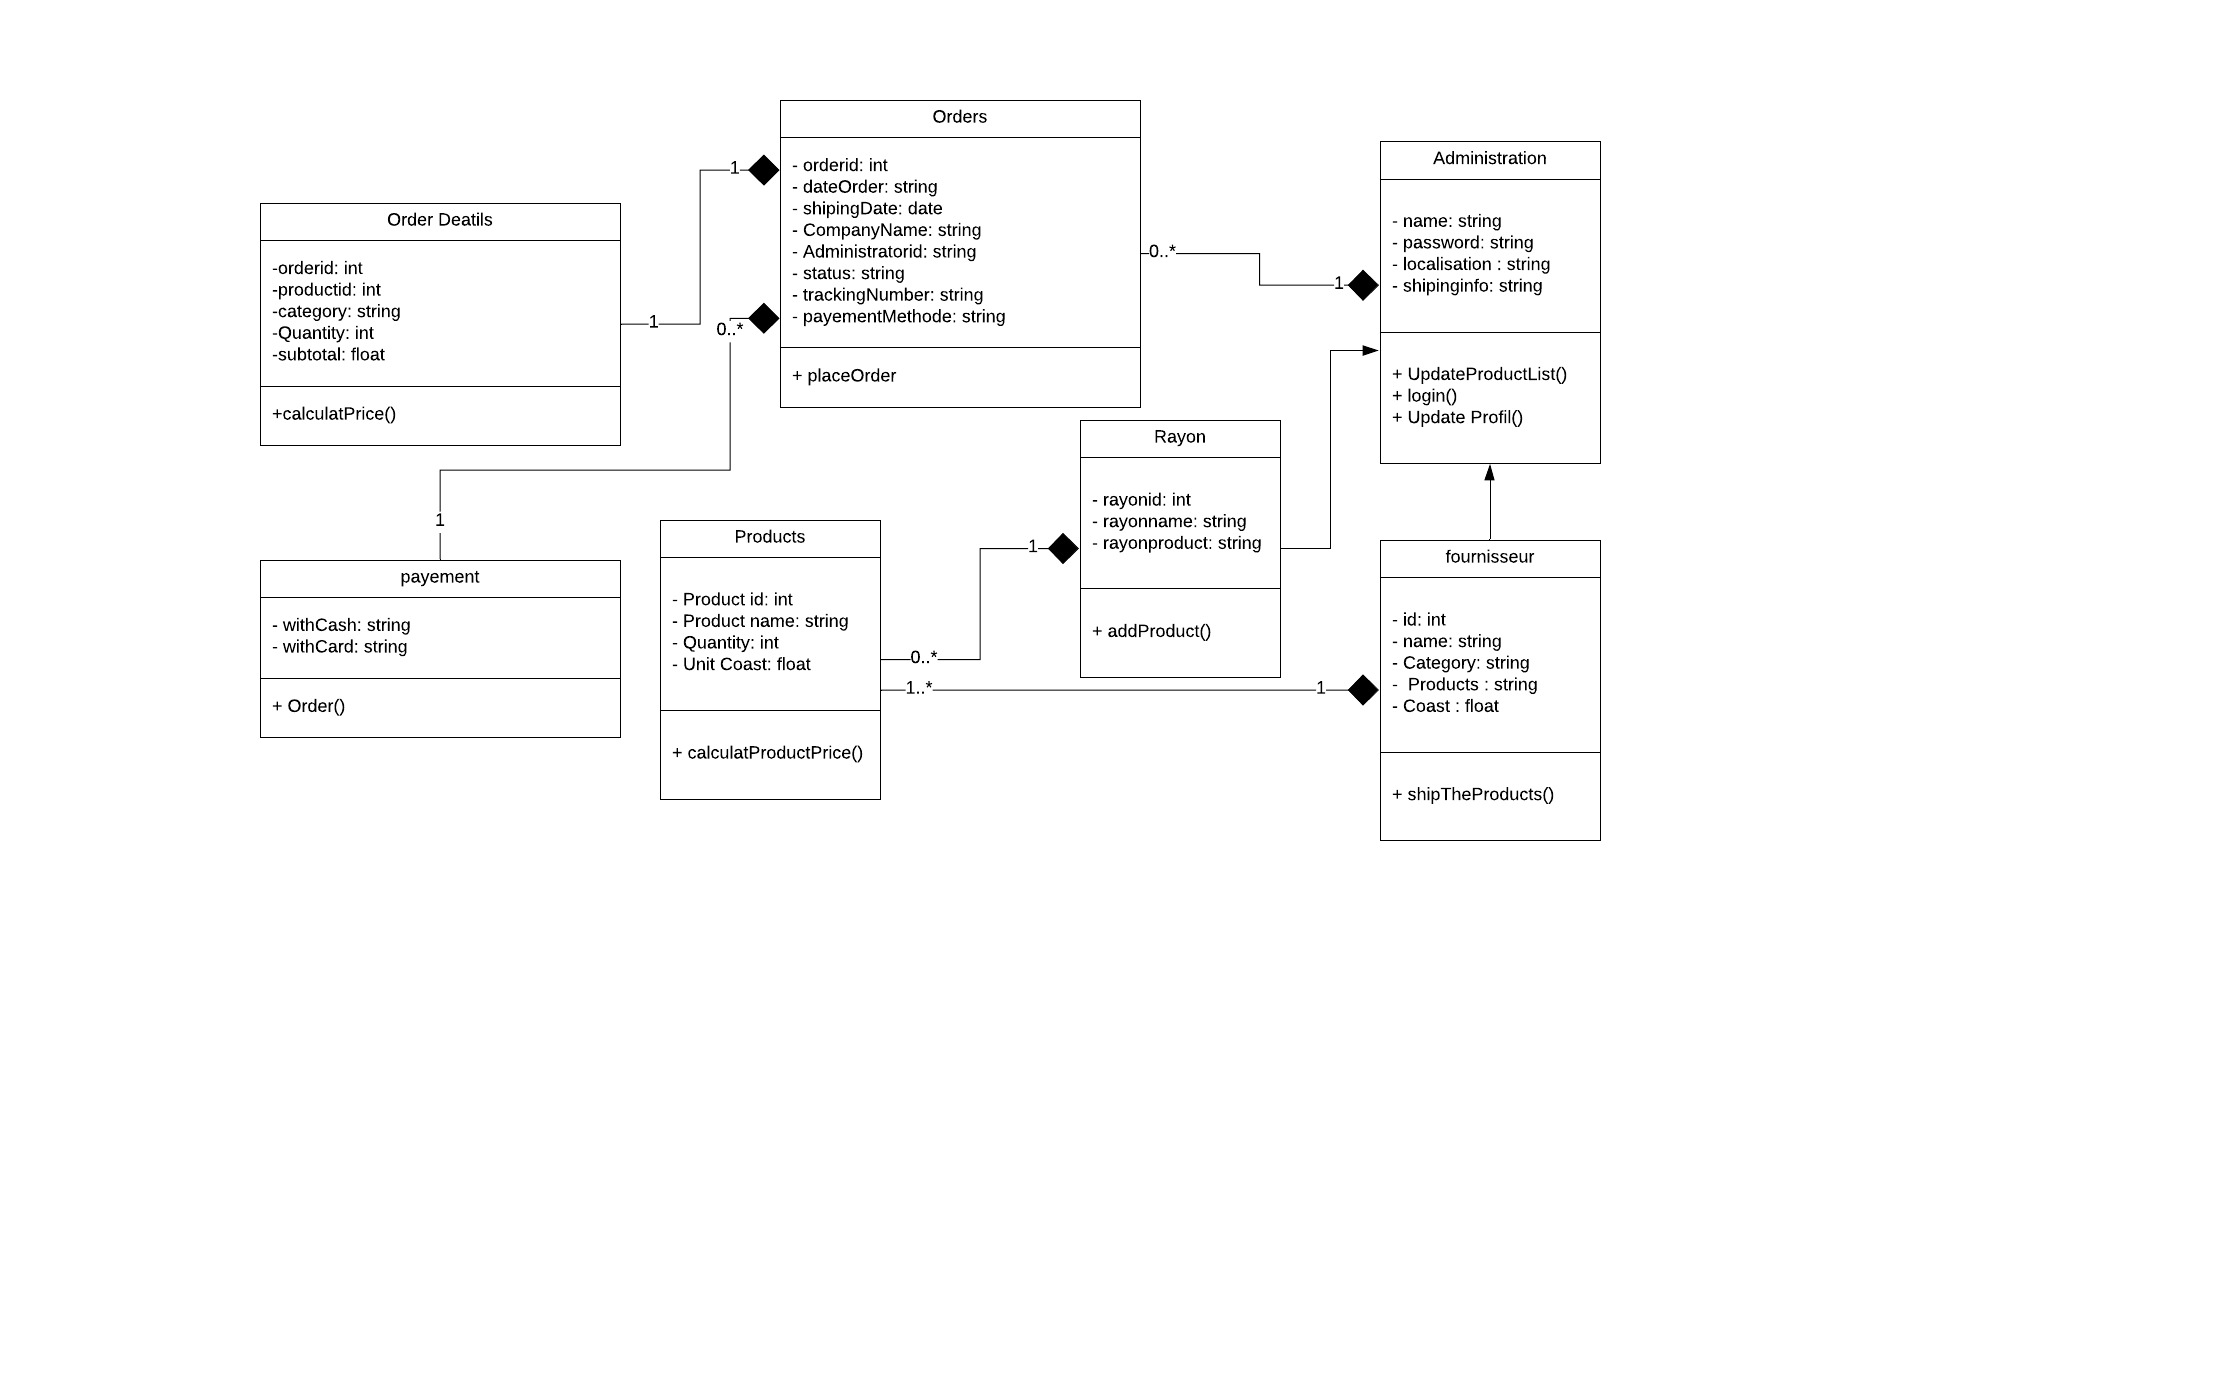 Orders
- orderid: int
- dateOrder: string
- shipingDate: date
- CompanyName: string
- Administratorid: string
- status: string
- trackingNumber: string
- payementMethode: string
+ placeOrder
Administration
- name: string
- password: string
- localisation : string
- shipinginfo: string
+ UpdateProductList()
+ login()
+ Update Profil()
Order Deatils
-orderid: int
-productid: int
-category: string
-Quantity: int
-subtotal: float
+calculatPrice()
1
1
0..*
1
0..*
1
Rayon
- rayonid: int
- rayonname: string
- rayonproduct: string
+ addProduct()
payement
- withCash: string
- withCard: string
+ Order()
Products
- Product id: int
- Product name: string
- Quantity: int
- Unit Coast: float
+ calculatProductPrice()
1
0..*
1..*
1
fournisseur
- id: int
- name: string
- Category: string
-  Products : string
- Coast : float
+ shipTheProducts()